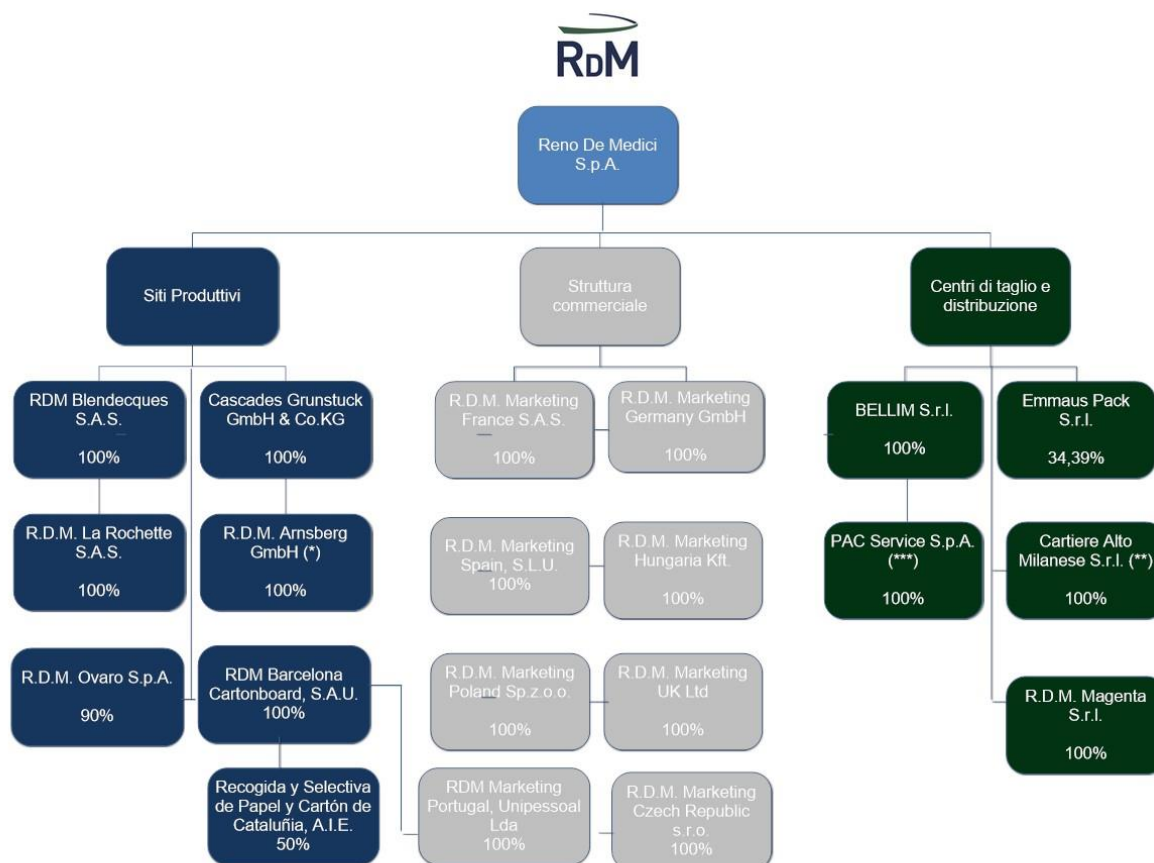 RDM
Reno De Medici
S.p.A.
Siti Produttivi
Struttura
commerciale
Centri di taglio e
distribuzione
RDM Blendecques
S.A.S.
100%
Cascades Grunstuck
GmbH & Co.KG
100%
R.D.M. Marketing
France S.A.S.
100%
R.D.M. Marketing
Germany GmbH
100%
BELLIM S.r.l.
100%
Emmaus Pack
S.r.l.
34,39%
R.D.M. La Rochette
S.A.S.
100%
R.D.M. Arnsberg
GmbH (*)
100%
R.D.M. Marketing
Spain, S.L.U.
100%
R.D.M. Marketing
Hungaria Kft.
100%
PAC Service S.p.A.
(***)
100%
Cartiere Alto
Milanese S.r.l. (**)
100%
R.D.M. Ovaro S.p.A.
90%
RDM Barcelona
Cartonboard, S.A.U.
100%
R.D.M. Marketing
Poland Sp.z.o.o.
100%
R.D.M. Marketing
UK Ltd
100%
R.D.M. Magenta
S.r.l.
100%
Recogida y Selectiva
de Papel y Cartón de
Cataluñia, A.I.E.
50%
RDM Marketing
Portugal, Unipessoal
Lda
100%
R.D.M. Marketing
Czech Republic
s.r.o.
100%